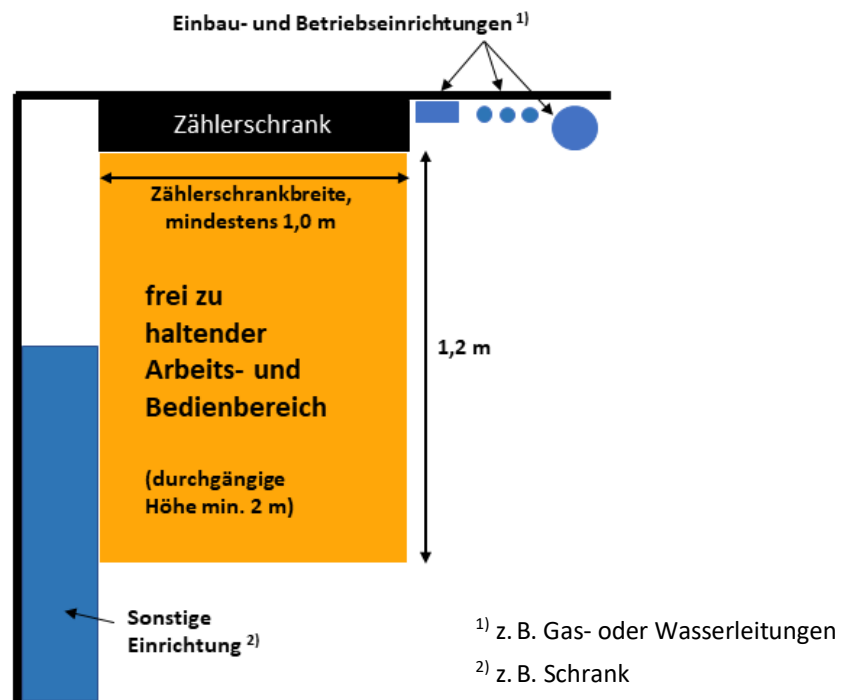 Einbau- und Betriebseinrichtungen 1)
Zählerschrank
Zählerschrankbreite,
mindestens 1,0 m
frei zu
haltender
Arbeits- und
Bedienbereich
1,2 m
(durchgängige
Höhe min. 2 m)
Sonstige
Einrichtung 2)
1) z. B. Gas- oder Wasserleitungen
2) z. B. Schrank